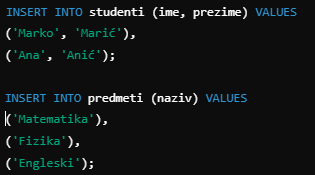 INSERT INTO studenti (ime, prezime) VALUES
('Marko', 'Marić'),
('Ana', 'Anić');
INSERT INTO predmeti (naziv) VALUES
('Matematika'),
('Fizika'),
('Engleski');